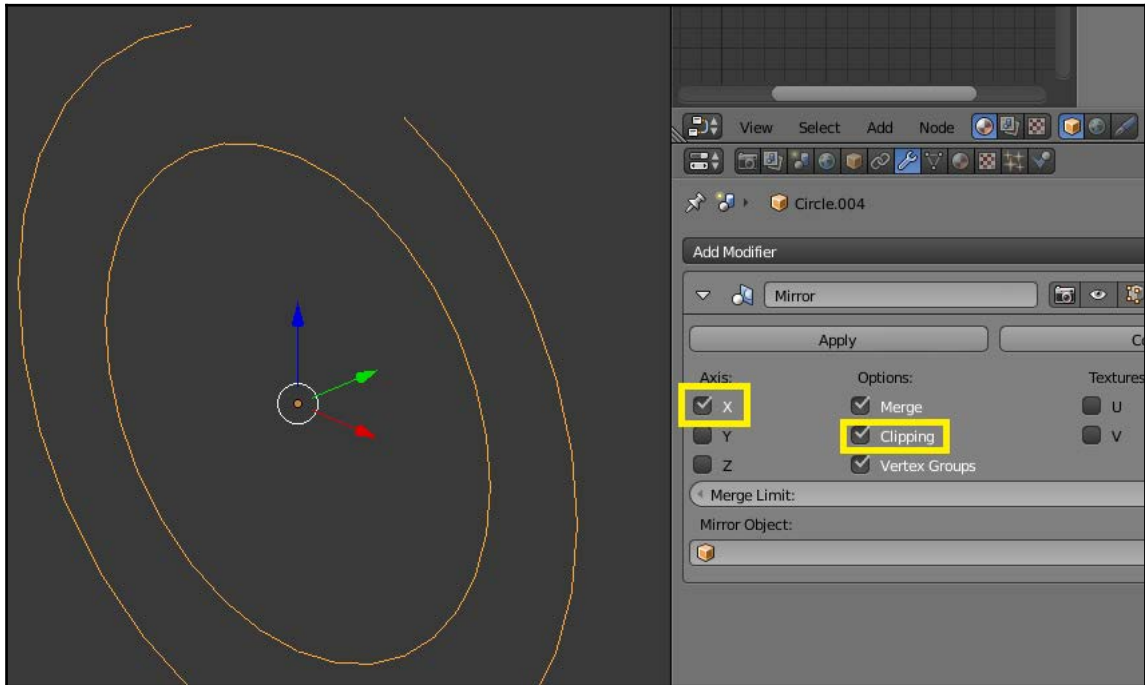 View Select Add Node
Circle.004
Add Modifier
Mirror
Apply
Axis: Options: Textures
X Merge U
Y Clipping V
Z Vertex Groups
Merge Limit:
Mirror Object: